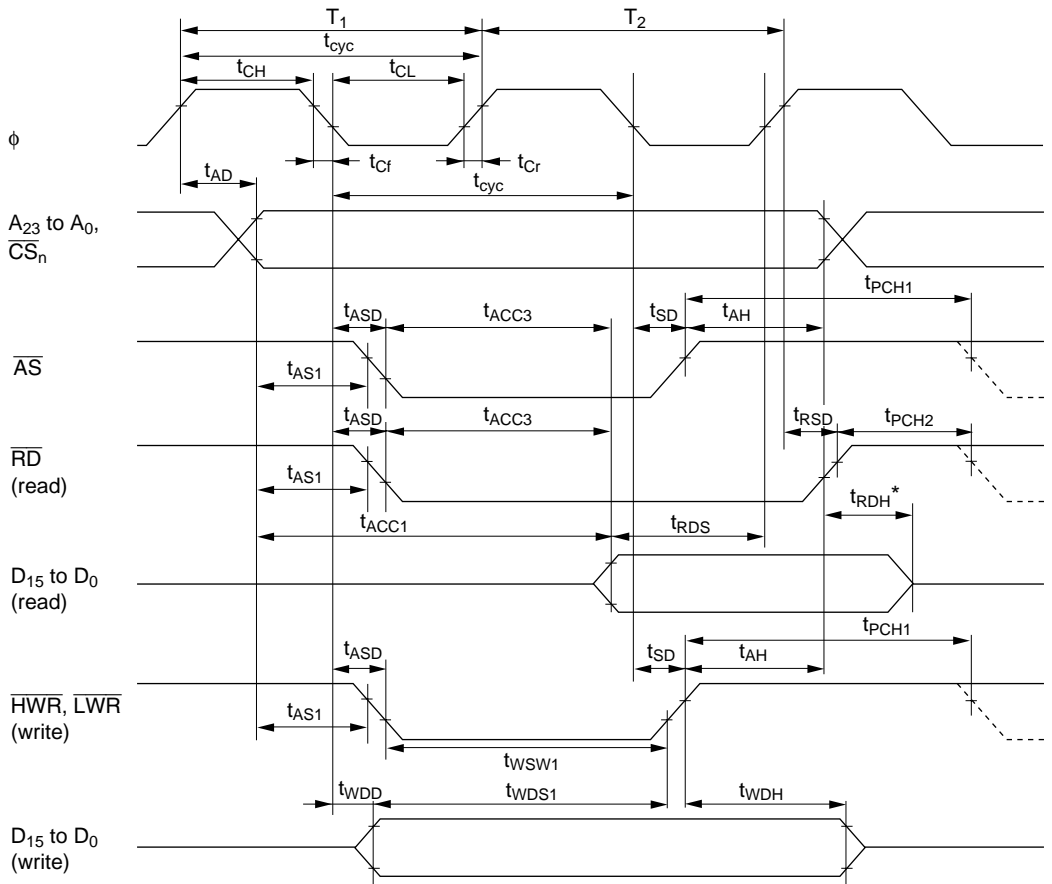 T1 T2
tcyc
tCH tCL
ϕ
tCf tCr
tAD
tcyc
A23 to A0,
CSn
tPCH1
tASD tACC3 tSD tAH
AS
tAS1
tASD tACC3 tRSD tPCH2
RD
(read)
tAS1
tRDH*
tACC1 tRDS
D15 to D0
(read)
tPCH1
tASD tSD tAH
HWR, LWR
(write)
tAS1
tWSW1
tWDD tWDS1 tWDH
D15 to D0
(write)